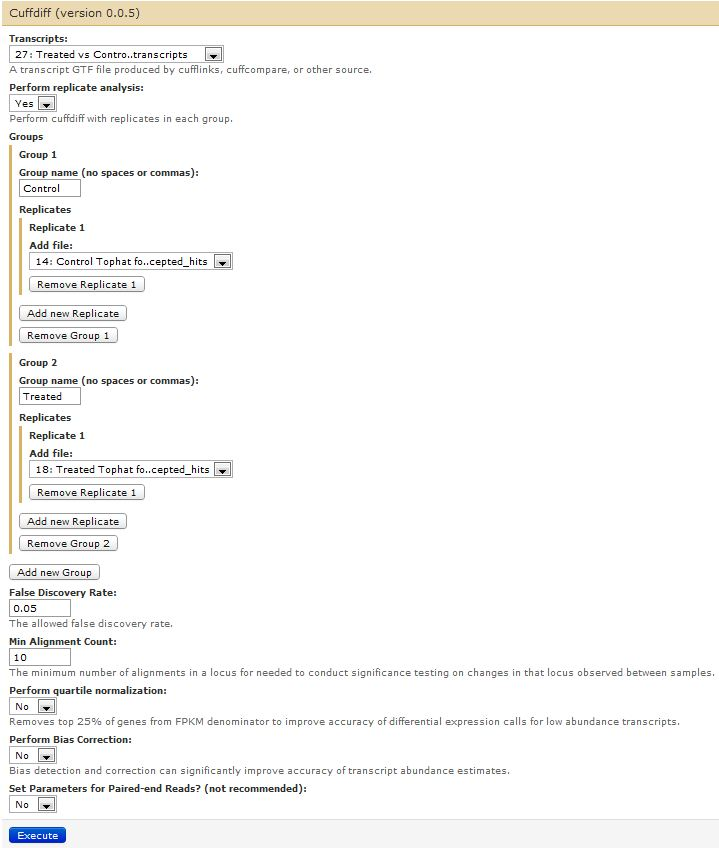 Cuffdiff (version 0.0.5)
Transcripts:
27: Treated vs Contro..transcripts
A transcript GTF file produced by cufflinks, cuffcompare, or other source.
Perform replicate analysis:
Yes
Perform cuffdiff with replicates in each group.
Groups
Group 1
Group name (no spaces or commas):
Control
Replicates
Replicate 1
Add file:
14: Control Tophat fo..cepted_hits
Remove Replicate 1
Add new Replicate
Remove Group 1
Group 2
Group name (no spaces or commas):
Treated
Replicates
Replicate 1
Add file:
18: Treated Tophat fo..cepted_hits
Remove Replicate 1
Add new Replicate
Remove Group 2
Add new Group
False Discovery Rate:
0.05
The allowed false discovery rate.
Min Alignment Count:
10
The minimum number of alignments in a locus for needed to conduct significance testing on changes in that locus observed between samples.
Perform quartile normalization:
No
Removes top 25% of genes from FPKM denominator to improve accuracy of differential expression calls for low abundance transcripts.
Perform Bias Correction:
No
Bias detection and correction can significantly improve accuracy of transcript abundance estimates.
Set Parameters for Paired-end Reads? (not recommended):
No
Execute